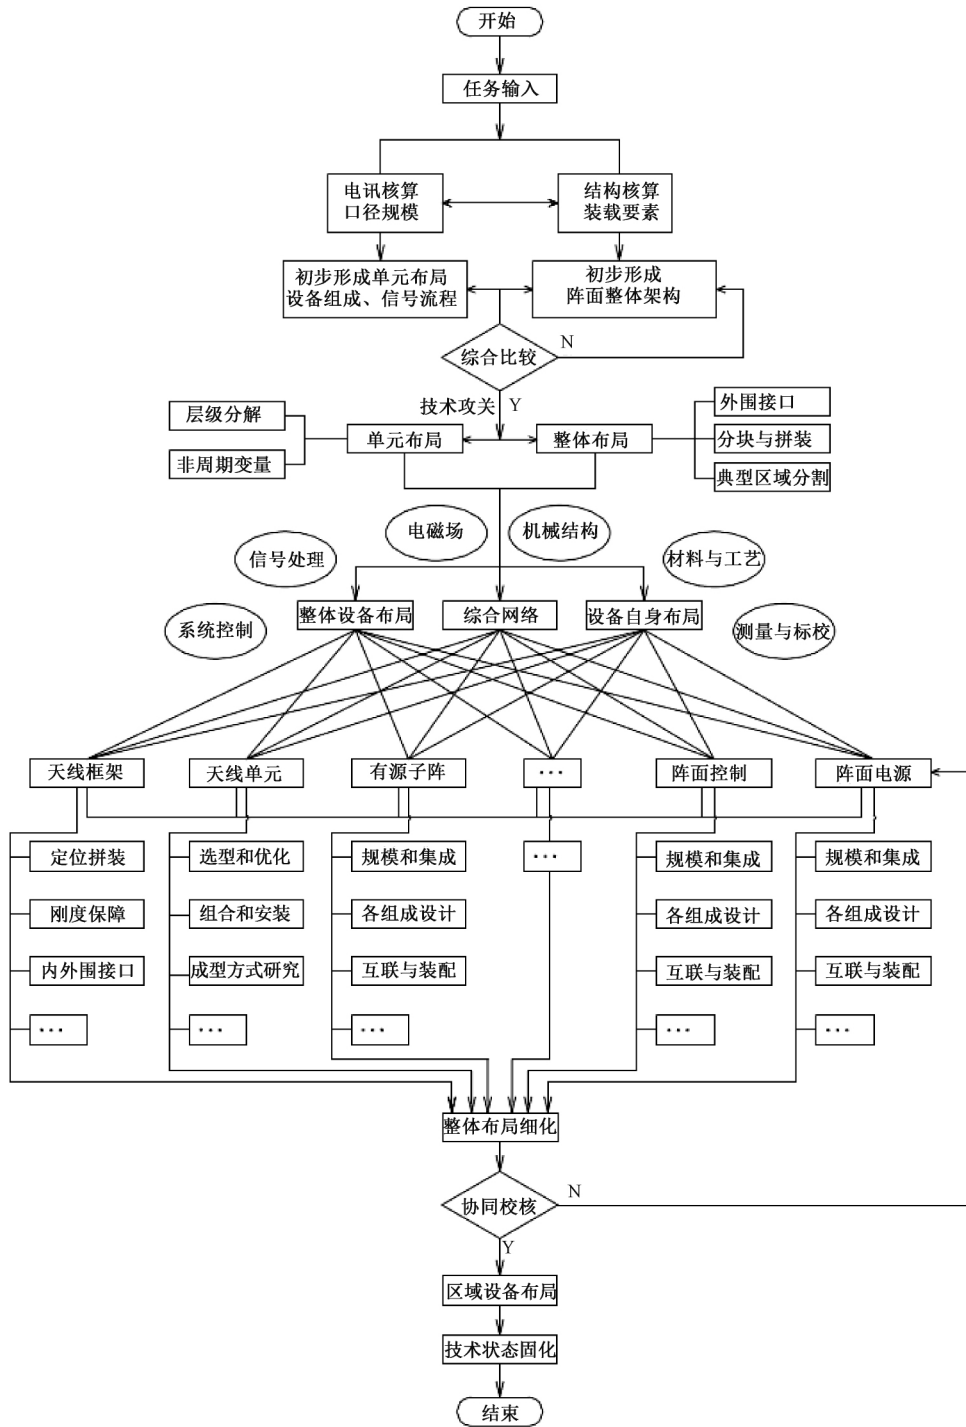 开始
任务输入
电讯核算
口径规模
结构核算
装载要素
初步形成单元布局
设备组成、信号流程
初步形成
阵面整体架构
综合比较
N
技术攻关
Y
层级分解
非周期变量
单元布局
整体布局
外围接口
分块与拼装
典型区域分割
电磁场
机械结构
信号处理
材料与工艺
系统控制
测量与标校
整体设备布局
综合网络
设备自身布局
天线框架
天线单元
有源子阵
···
阵面控制
阵面电源
定位拼装
选型和优化
规模和集成
···
规模和集成
规模和集成
刚度保障
组合和安装
各组成设计
各组成设计
各组成设计
内外围接口
成型方式研究
互联与装配
互联与装配
互联与装配
···
···
···
···
···
整体布局细化
协同校核
N
Y
区域设备布局
技术状态固化
结束